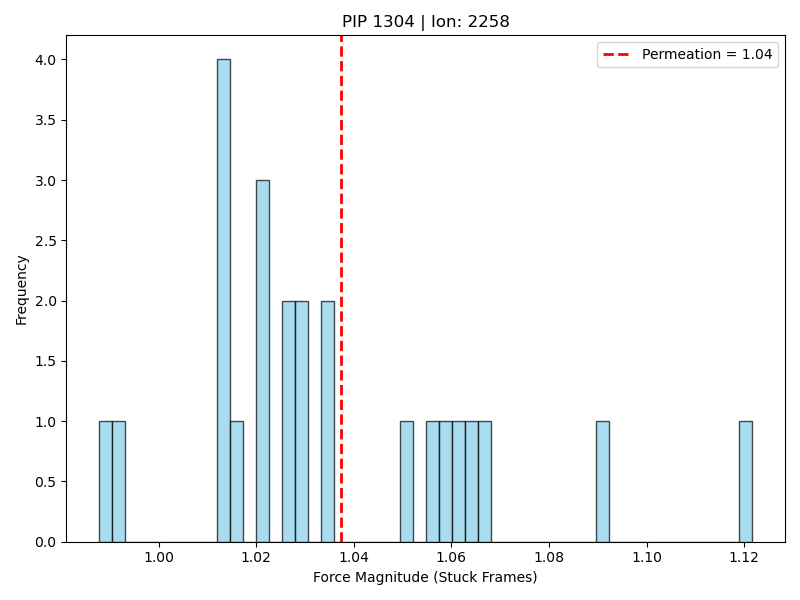 PIP 1304 | Ion: 2258
Permeation = 1.04
Frequency
4.0
3.5
3.0
2.5
2.0
1.5
1.0
0.5
0.0
1.00 1.02 1.04 1.06 1.08 1.10 1.12
Force Magnitude (Stuck Frames)